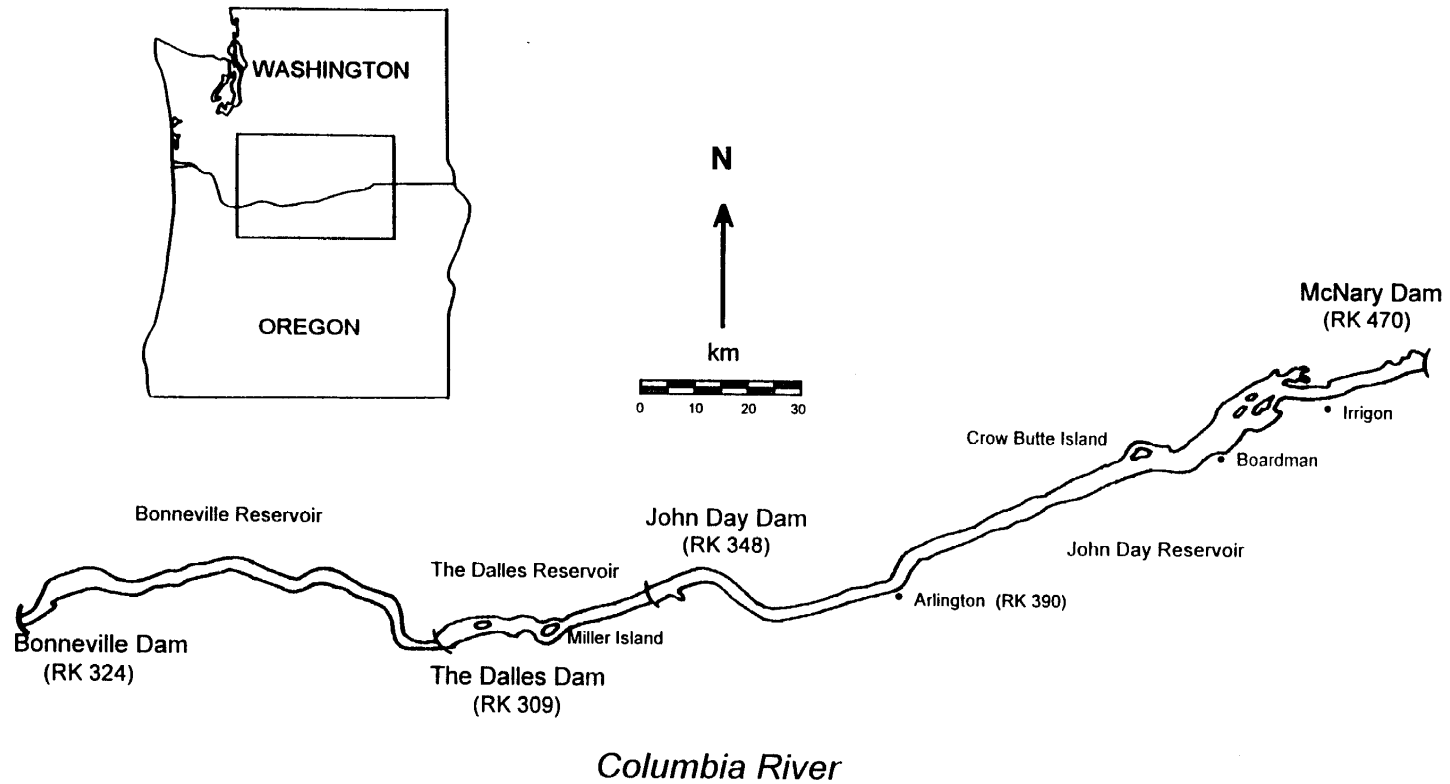 WASHINGTON
OREGON
N
km
0 10 20 30
McNary Dam
(RK 470)
Irrigon
Crow Butte Island
Boardman
Bonneville Reservoir
John Day Dam
(RK 348)
John Day Reservoir
The Dalles Reservoir
Arlington (RK 390)
Miller Island
Bonneville Dam
(RK 324)
The Dalles Dam
(RK 309)
Columbia River